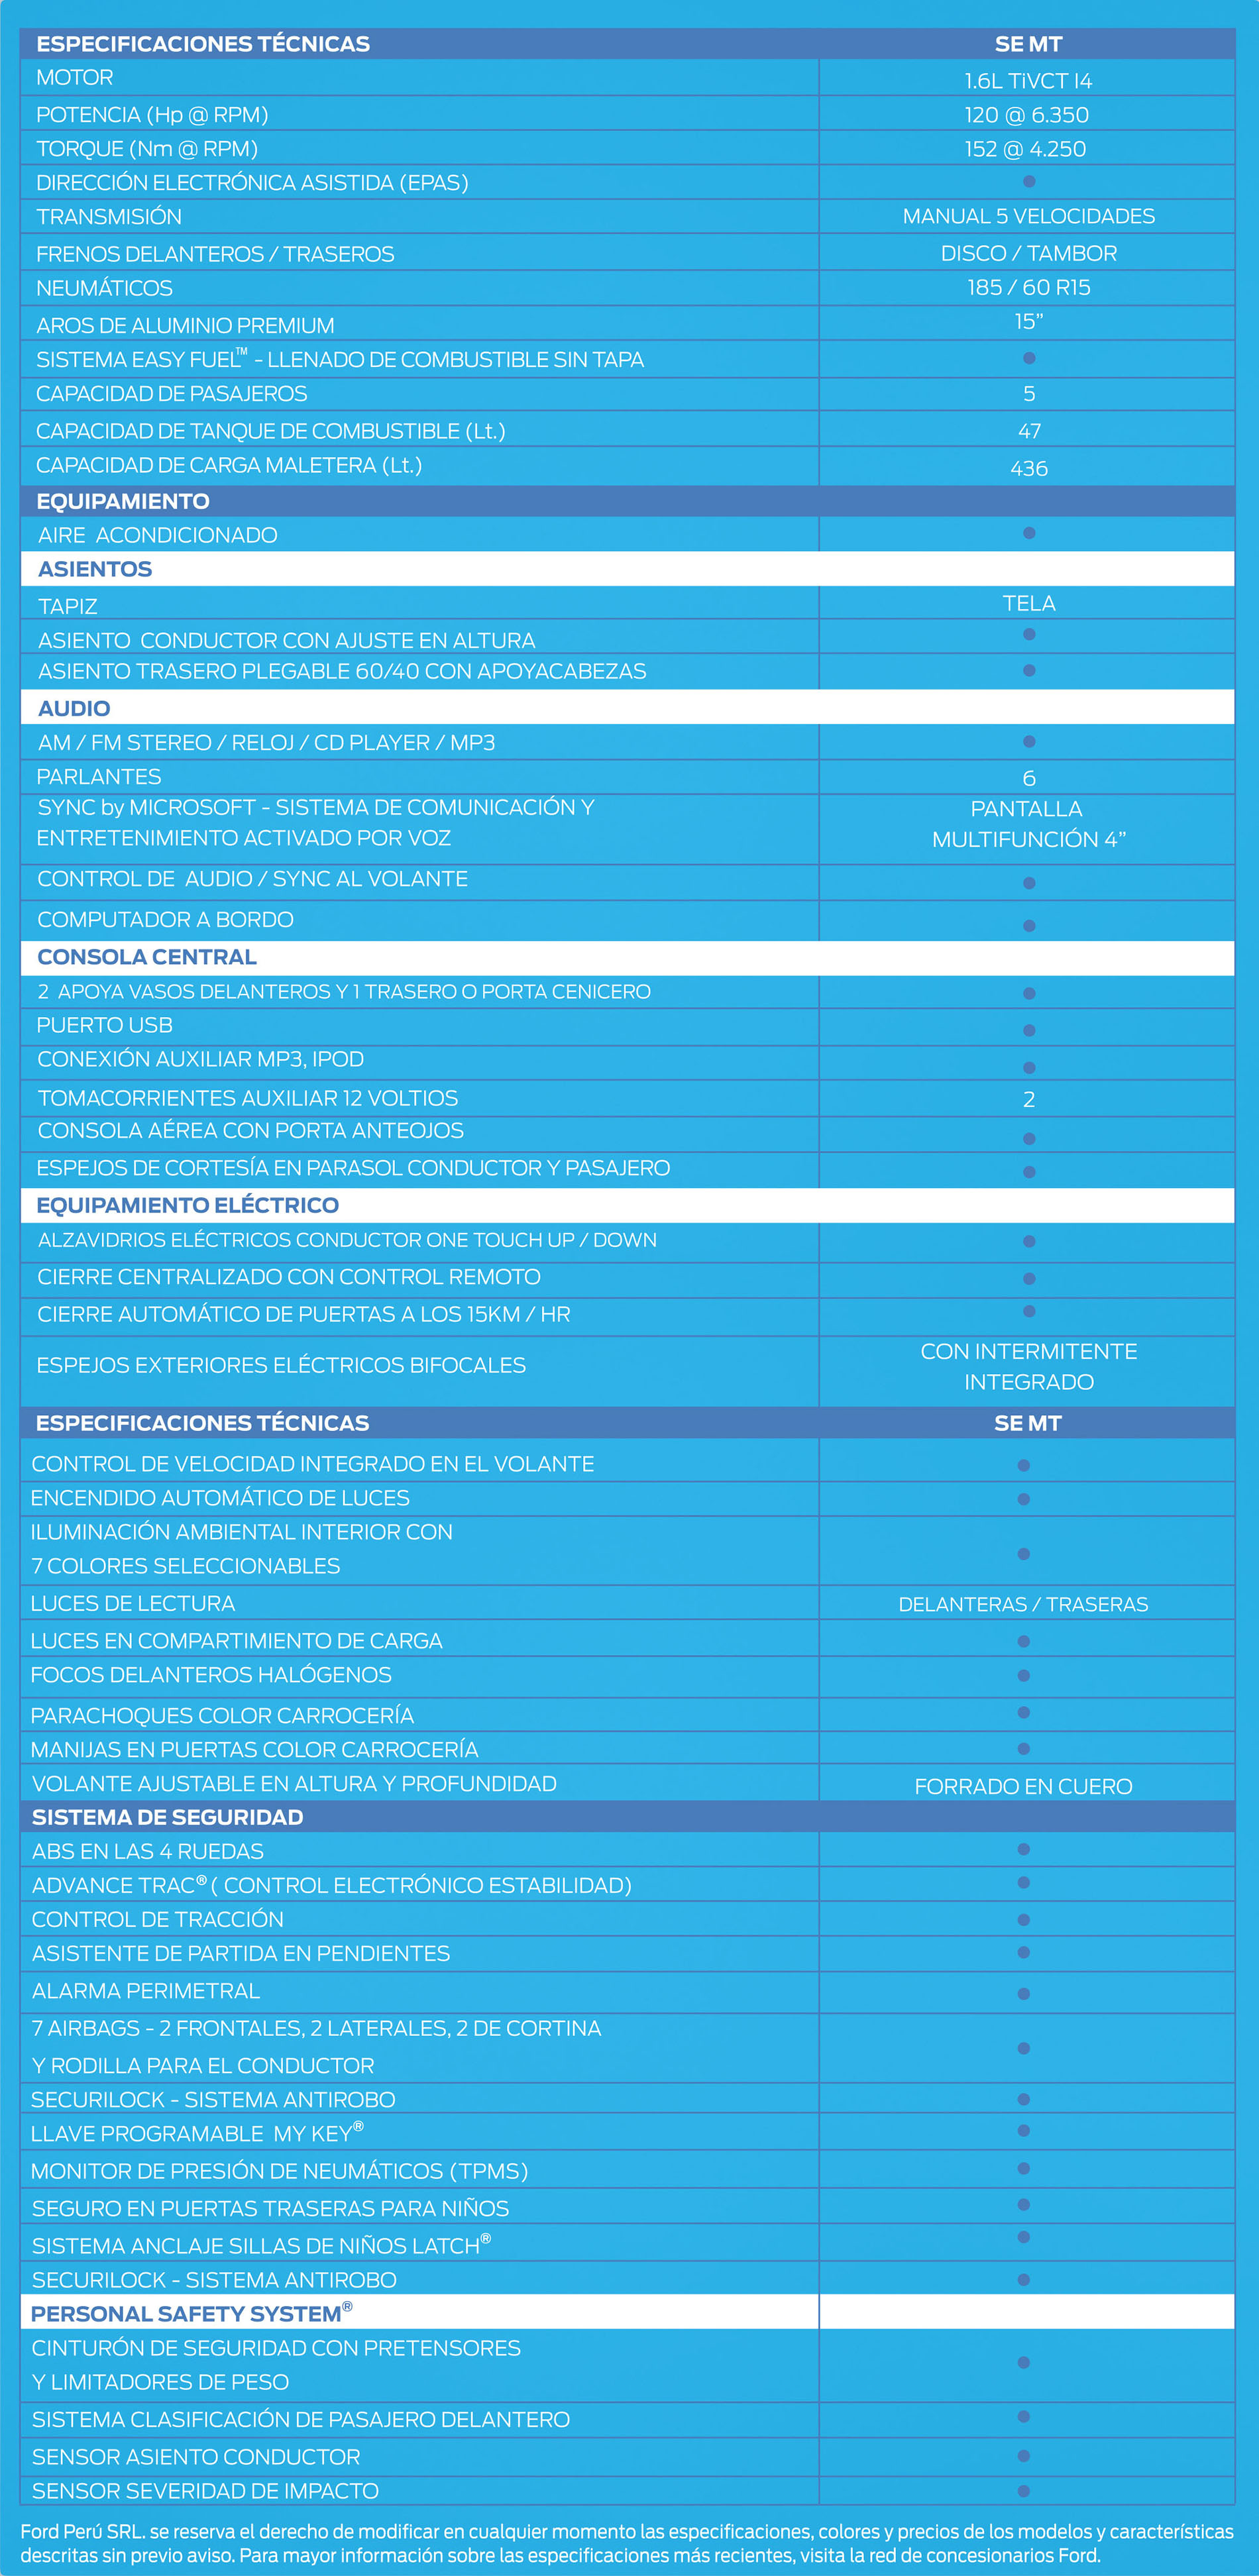 ESPECIFICACIONES TÉCNICAS SE MT
MOTOR 1.6L TiVCT I4
POTENCIA (Hp @ RPM) 120 @ 6.350
TORQUE (Nm @ RPM) 152 @ 4.250
DIRECCIÓN ELECTRÓNICA ASISTIDA (EPAS) ●
TRANSMISIÓN MANUAL 5 VELOCIDADES
FRENOS DELANTEROS / TRASEROS DISCO / TAMBOR
NEUMÁTICOS 185 / 60 R15
AROS DE ALUMINIO PREMIUM 15”
SISTEMA EASY FUEL™ - LLENADO DE COMBUSTIBLE SIN TAPA ●
CAPACIDAD DE PASAJEROS 5
CAPACIDAD DE TANQUE DE COMBUSTIBLE (Lt.) 47
CAPACIDAD DE CARGA MALETERA (Lt.) 436
EQUIPAMIENTO
AIRE ACONDICIONADO ●
ASIENTOS
TAPIZ TELA
ASIENTO CONDUCTOR CON AJUSTE EN ALTURA ●
ASIENTO TRASERO PLEGABLE 60/40 CON APOYACABEZAS ●
AUDIO
AM / FM STEREO / RELOJ / CD PLAYER / MP3 ●
PARLANTES 6
SYNC by MICROSOFT - SISTEMA DE COMUNICACIÓN Y PANTALLA
ENTRETENIMIENTO ACTIVADO POR VOZ MULTIFUNCIÓN 4”
CONTROL DE AUDIO / SYNC AL VOLANTE ●
COMPUTADOR A BORDO ●
CONSOLA CENTRAL
2 APOYA VASOS DELANTEROS Y 1 TRASERO O PORTA CENICERO ●
PUERTO USB ●
CONEXIÓN AUXILIAR MP3, IPOD ●
TOMACORRIENTES AUXILIAR 12 VOLTIOS 2
CONSOLA AÉREA CON PORTA ANTEOJOS ●
ESPEJOS DE CORTESÍA EN PARASOL CONDUCTOR Y PASAJERO ●
EQUIPAMIENTO ELÉCTRICO
ALZAVIDRIOS ELÉCTRICOS CONDUCTOR ONE TOUCH UP / DOWN ●
CIERRE CENTRALIZADO CON CONTROL REMOTO ●
CIERRE AUTOMÁTICO DE PUERTAS A LOS 15KM / HR ●
ESPEJOS EXTERIORES ELÉCTRICOS BIFOCALES CON INTERMITENTE
INTEGRADO
ESPECIFICACIONES TÉCNICAS SE MT
CONTROL DE VELOCIDAD INTEGRADO EN EL VOLANTE ●
ENCENDIDO AUTOMÁTICO DE LUCES ●
ILUMINACIÓN AMBIENTAL INTERIOR CON
7 COLORES SELECCIONABLES ●
LUCES DE LECTURA DELANTERAS / TRASERAS
LUCES EN COMPARTIMIENTO DE CARGA ●
FOCOS DELANTEROS HALÓGENOS ●
PARACHOQUES COLOR CARROCERÍA ●
MANIJAS EN PUERTAS COLOR CARROCERÍA ●
VOLANTE AJUSTABLE EN ALTURA Y PROFUNDIDAD FORRADO EN CUERO
SISTEMA DE SEGURIDAD
ABS EN LAS 4 RUEDAS ●
ADVANCE TRAC® ( CONTROL ELECTRÓNICO ESTABILIDAD) ●
CONTROL DE TRACCIÓN ●
ASISTENTE DE PARTIDA EN PENDIENTES ●
ALARMA PERIMETRAL ●
7 AIRBAGS - 2 FRONTALES, 2 LATERALES, 2 DE CORTINA
Y RODILLA PARA EL CONDUCTOR ●
SECURILOCK - SISTEMA ANTIROBO ●
LLAVE PROGRAMABLE MY KEY® ●
MONITOR DE PRESIÓN DE NEUMÁTICOS (TPMS) ●
SEGURO EN PUERTAS TRASERAS PARA NIÑOS ●
SISTEMA ANCLAJE SILLAS DE NIÑOS LATCH® ●
SECURILOCK - SISTEMA ANTIROBO ●
PERSONAL SAFETY SYSTEM®
CINTURÓN DE SEGURIDAD CON PRETENSORES
Y LIMITADORES DE PESO ●
SISTEMA CLASIFICACIÓN DE PASAJERO DELANTERO ●
SENSOR ASIENTO CONDUCTOR ●
SENSOR SEVERIDAD DE IMPACTO ●
Ford Perú SRL. se reserva el derecho de modificar en cualquier momento las especificaciones, colores y precios de los modelos y características
descritas sin previo aviso. Para mayor información sobre las especificaciones más recientes, visita la red de concesionarios Ford.